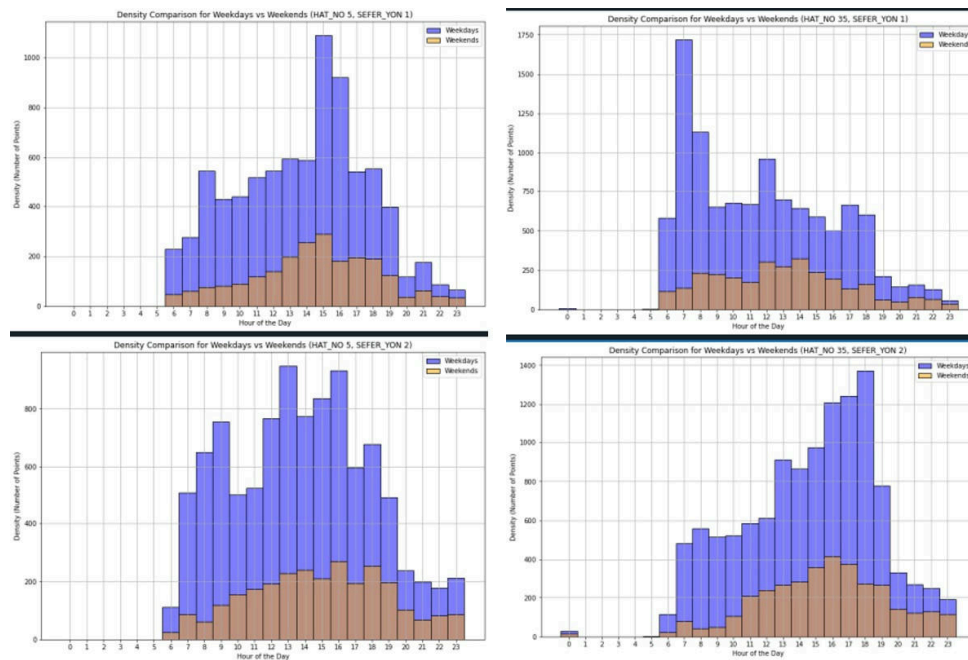 Density Comparison for Weekdays vs Weekends (HAT_NO 5, SEFER_YON 1)
Weekdays
Weekends
1000
800
600
400
200
0
Density (Number of Points)
0 1 2 3 4 5 6 7 8 9 10 11 12 13 14 15 16 17 18 19 20 21 22 23
Hour of the Day
Density Comparison for Weekdays vs Weekends (HAT_NO 35, SEFER_YON 1)
Weekdays
Weekend
1750
1500
1250
1000
750
500
250
0
Density (Number of Points)
0 1 2 3 4 5 6 7 8 9 10 11 12 13 14 15 16 17 18 19 20 21 22 23
Hour of the Day
Density Comparison for Weekdays vs Weekends (HAT_NO 5, SEFER_YON 2)
Weekdays
Weekends
800
600
400
200
0
Density (Number of Points)
0 1 2 3 4 5 6 7 8 9 10 11 12 13 14 15 16 17 18 19 20 21 22 23
Hour of the Day
Density Comparison for Weekdays vs Weekends (HAT_NO 35, SEFER_YON 2)
Weekdays
Weekends
1400
1200
1000
800
600
400
200
0
Density (Number of Points)
0 1 2 3 4 5 6 7 8 9 10 11 12 13 14 15 16 17 18 19 20 21 22 23
Hour of the Day